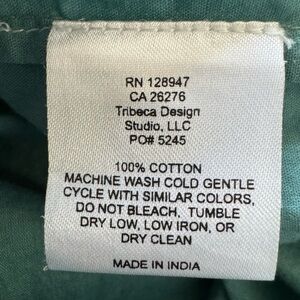 RN 128947
CA 26276
Tribeca Design
Studio, LLC
PO# 5245
100% COTTON
MACHINE WASH COLD GENTLE
CYCLE WITH SIMILAR COLORS,
DO NOT BLEACH, TUMBLE
DRY LOW, LOW IRON, OR
DRY CLEAN
MADE IN INDIA